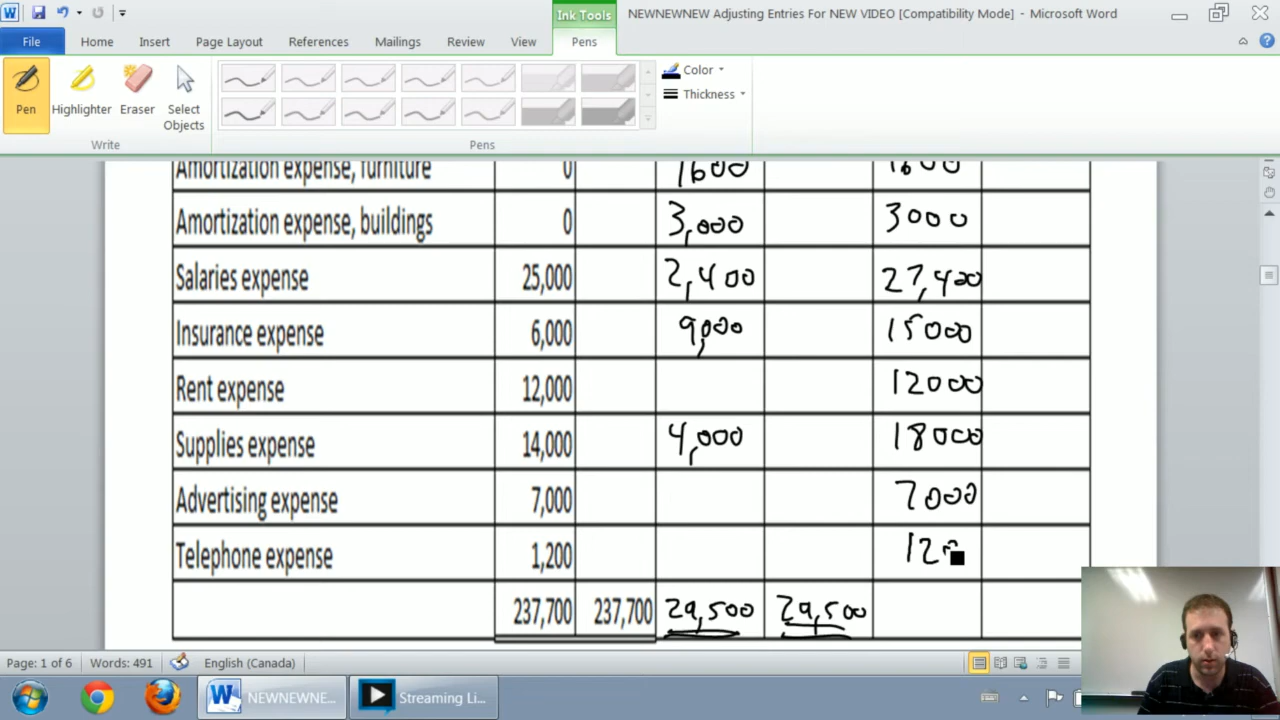 Ink Tools
NEWNEWNEW Adjusting Entries For NEW VIDEO [Compatibility Mode] - Microsoft Word
File Home Insert Page Layout References Mailings Review View Pens
Pen Highlighter Eraser Select Objects
Color
Thickness
Write Pens
Amortization expense, furniture 0 1600 1600
Amortization expense, buildings 0 3,000 3000
Salaries expense 25,000 2,400 27,400
Insurance expense 6,000 9,000 15000
Rent expense 12,000 12000
Supplies expense 14,000 4,000 18000
Advertising expense 7,000 7000
Telephone expense 1,200 12
237,700 237,700 29,500 29,500
Page: 1 of 6 Words: 491 English (Canada)
NEWNEWNE... Streaming Li...